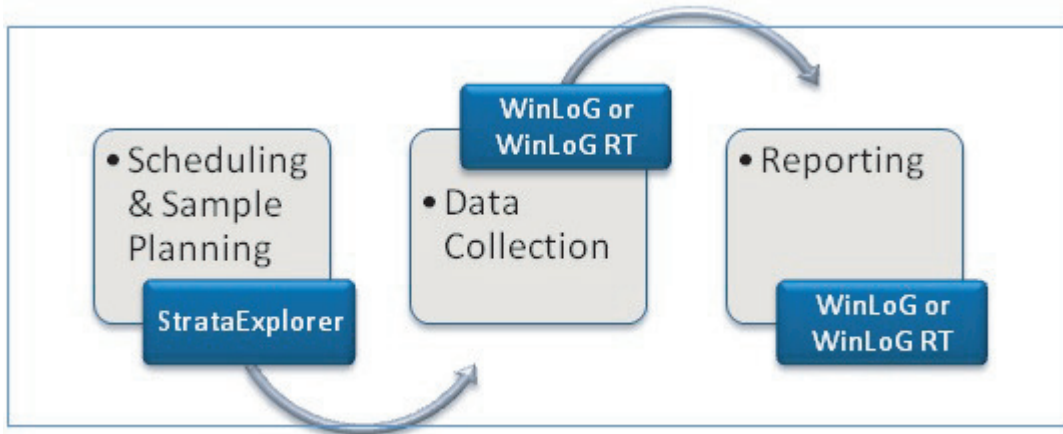 • Scheduling
& Sample
Planning
StrataExplorer
WinLoG or
WinLoG RT
• Data
Collection
• Reporting
WinLoG or
WinLoG RT